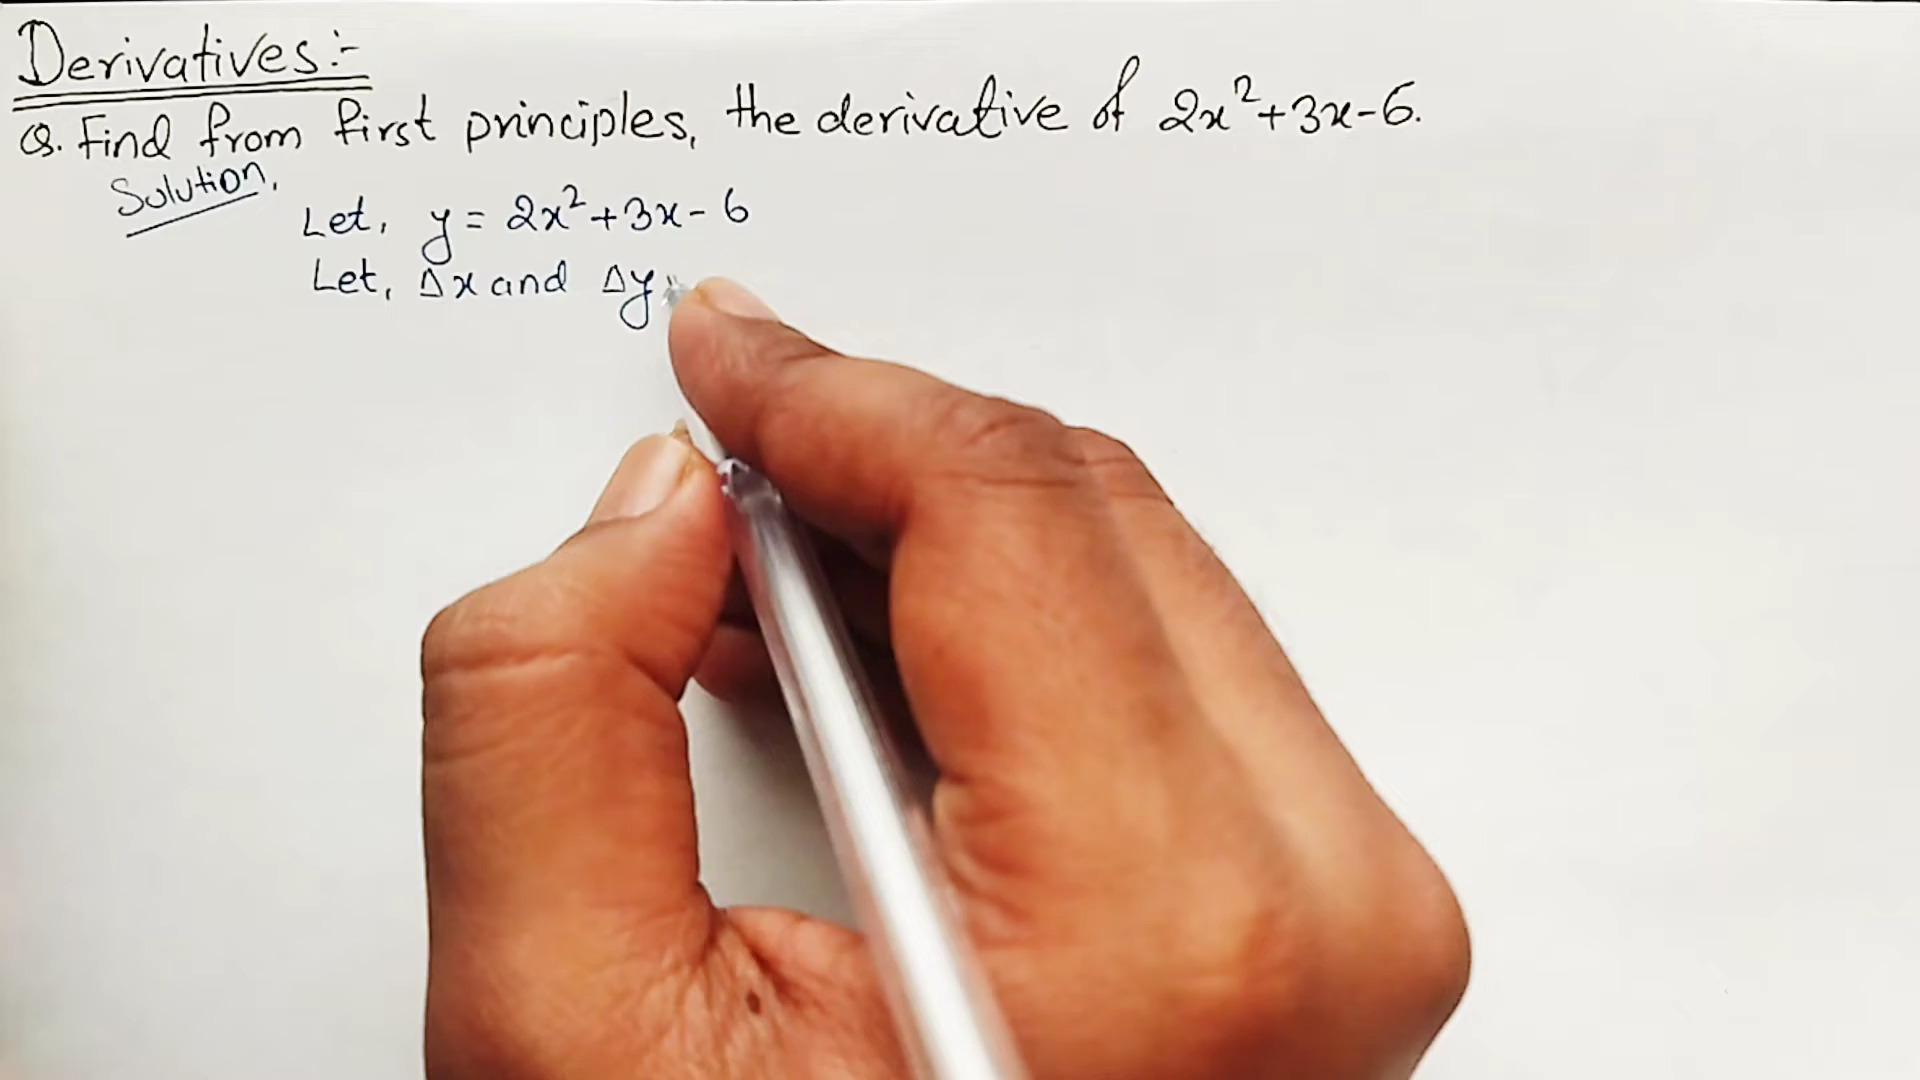 Derivatives:-
Q. Find from first principles, the derivative of 2x²+3x-6.
Solution,
Let, y = 2x²+3x-6
Let, Δx and Δy